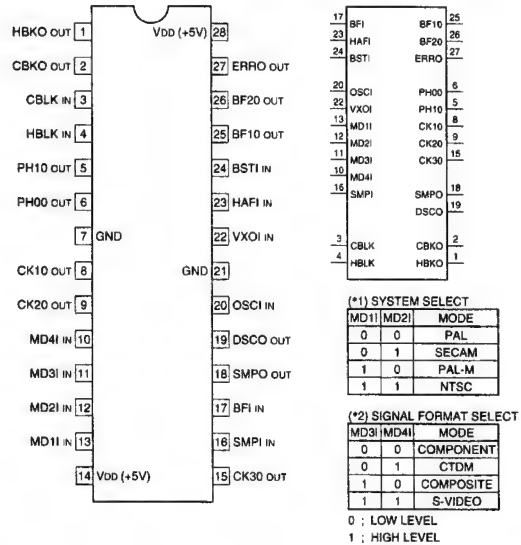 HBKO OUT 1
CBKO OUT 2
CBLK IN 3
HBLK IN 4
PH10 OUT 5
PH00 OUT 6
7 GND
CK10 OUT 8
CK20 OUT 9
MD4I IN 10
MD3I IN 11
MD2I IN 12
MD1I IN 13
14 VDD (+5V)
VDD (+5V) 28
27 ERRO OUT
26 BF20 OUT
25 BF10 OUT
24 BSTI IN
23 HAFI IN
22 VXOI IN
GND 21
20 OSCI IN
19 DSCO OUT
18 SMPO OUT
17 BFI IN
16 SMPI IN
15 CK30 OUT
17 BFI BF10 25
23 HAFI BF20 26
24 BSTI ERRO 27
20 OSCI PH00 6
22 VXOI PH10 5
13 MD1I CK10 8
12 MD2I CK20 9
11 MD3I CK30 15
10 MD4I
16 SMPI SMPO 18
DSCO 19
3 CBLK CBKO 2
4 HBLK HBKO 1
(*1) SYSTEM SELECT
MD1I MD2I MODE
0 0 PAL
0 1 SECAM
1 0 PAL-M
1 1 NTSC
(*2) SIGNAL FORMAT SELECT
MD3I MD4I MODE
0 0 COMPONENT
0 1 CTDM
1 0 COMPOSITE
1 1 S-VIDEO
0 ; LOW LEVEL
1 ; HIGH LEVEL